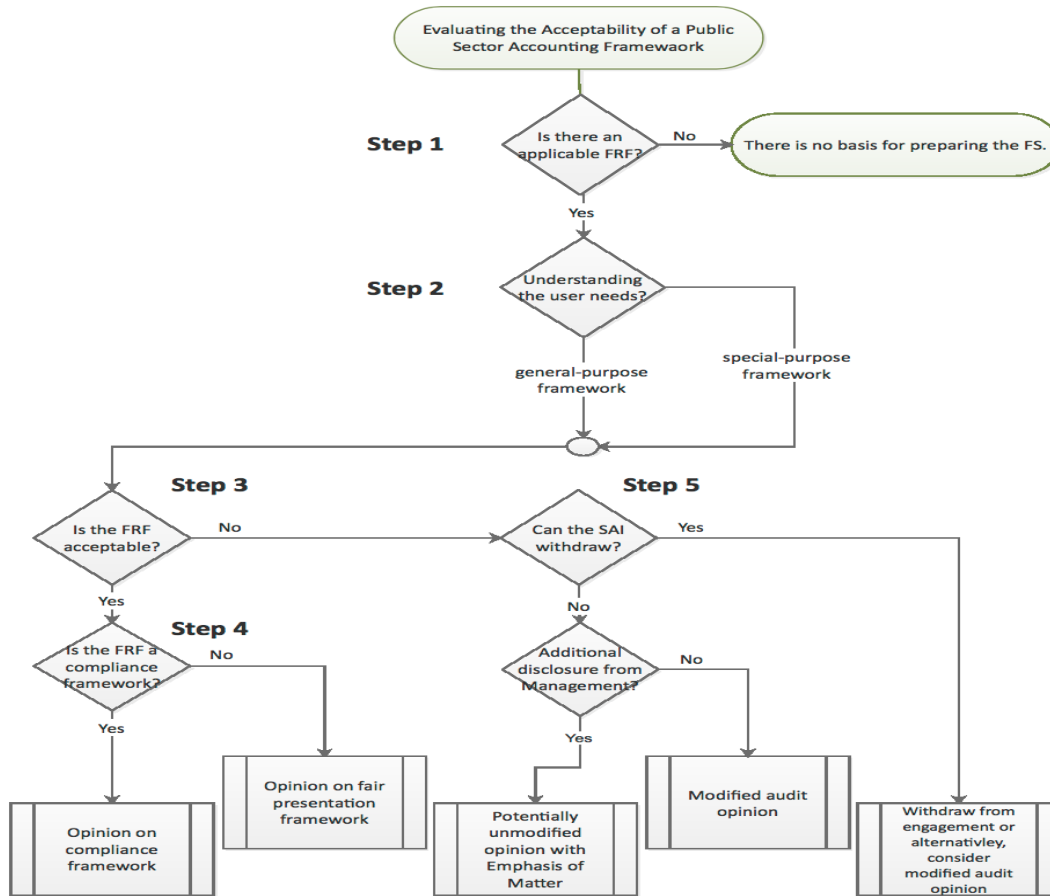 Evaluating the Acceptability of a Public
Sector Accounting Framewaork
Step 1
Is there an
applicable FRF?
No
There is no basis for preparing the FS.
Yes
Step 2
Understanding
the user needs?
general-purpose
framework
special-purpose
framework
Step 3
Step 5
Is the FRF
acceptable?
No
Can the SAI
withdraw?
Yes
Yes
No
Step 4
Is the FRF a
compliance
framework?
No
Additional
disclosure from
Management?
No
Yes
Yes
Opinion on fair
presentation
framework
Modified audit
opinion
Opinion on
compliance
framework
Potentially
unmodified
opinion with
Emphasis of
Matter
Withdraw from
engagement or
alternativley,
consider
modified audit
opinion